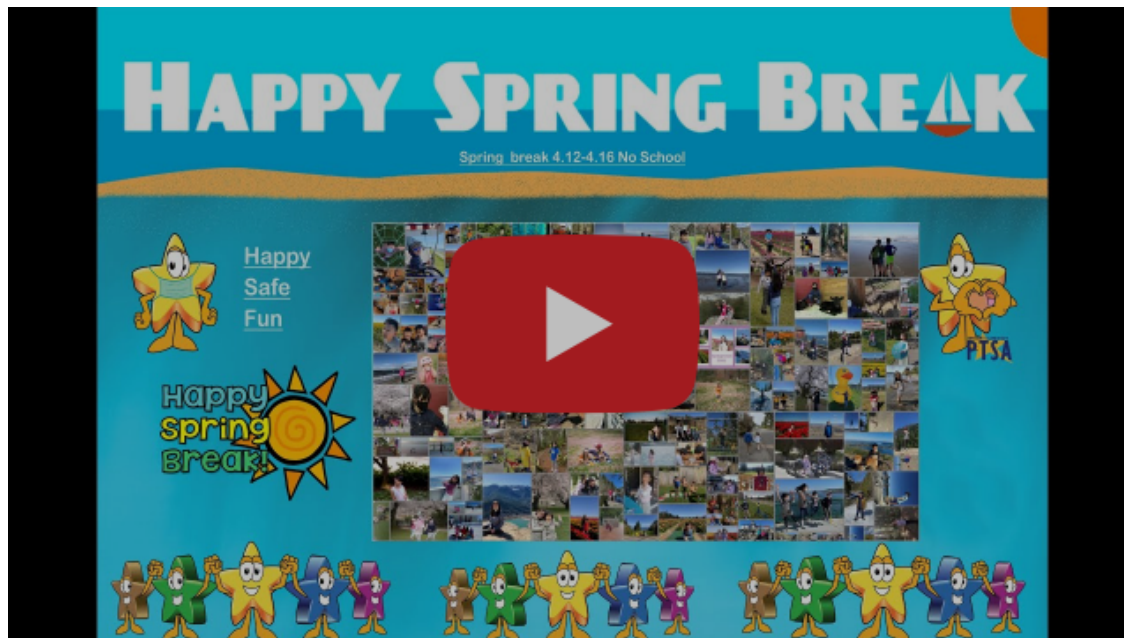 HAPPY SPRING BREAK
Spring break 4.12-4.16 No School
Happy
Safe
Fun
PTSA
Happy
spring
Break!